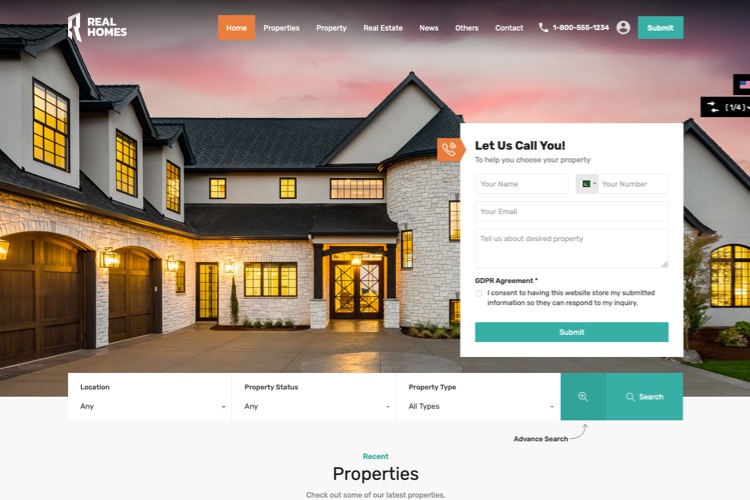 REAL
HOMES
Home
Properties
Property
Real Estate
News
Others
Contact
1-800-555-1234
Submit
(1/4)
Let Us Call You!
To help you choose your property
Your Name
Your Number
Your Email
Tell us about desired property
GDPR Agreement *
I consent to having this website store my submitted
information so they can respond to my inquiry.
Submit
Location
Any
Property Status
Any
Property Type
All Types
Search
Advance Search
Recent
Properties
Check out some of our latest properties.